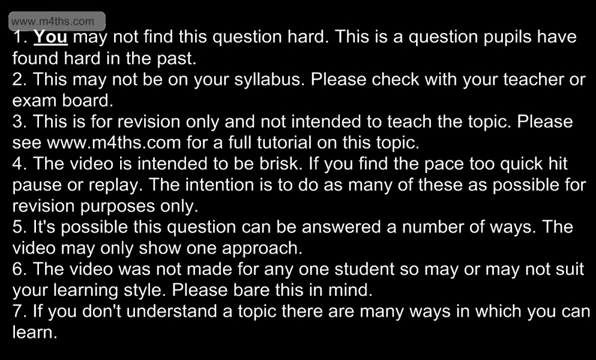 www.m4ths.com
1. You may not find this question hard. This is a question pupils have
found hard in the past.
2. This may not be on your syllabus. Please check with your teacher or
exam board.
3. This is for revision only and not intended to teach the topic. Please
see www.m4ths.com for a full tutorial on this topic.
4. The video is intended to be brisk. If you find the pace too quick hit
pause or replay. The intention is to do as many of these as possible for
revision purposes only.
5. It's possible this question can be answered a number of ways. The
video may only show one approach.
6. The video was not made for any one student so may or may not suit
your learning style. Please bare this in mind.
7. If you don't understand a topic there are many ways in which you can
learn.